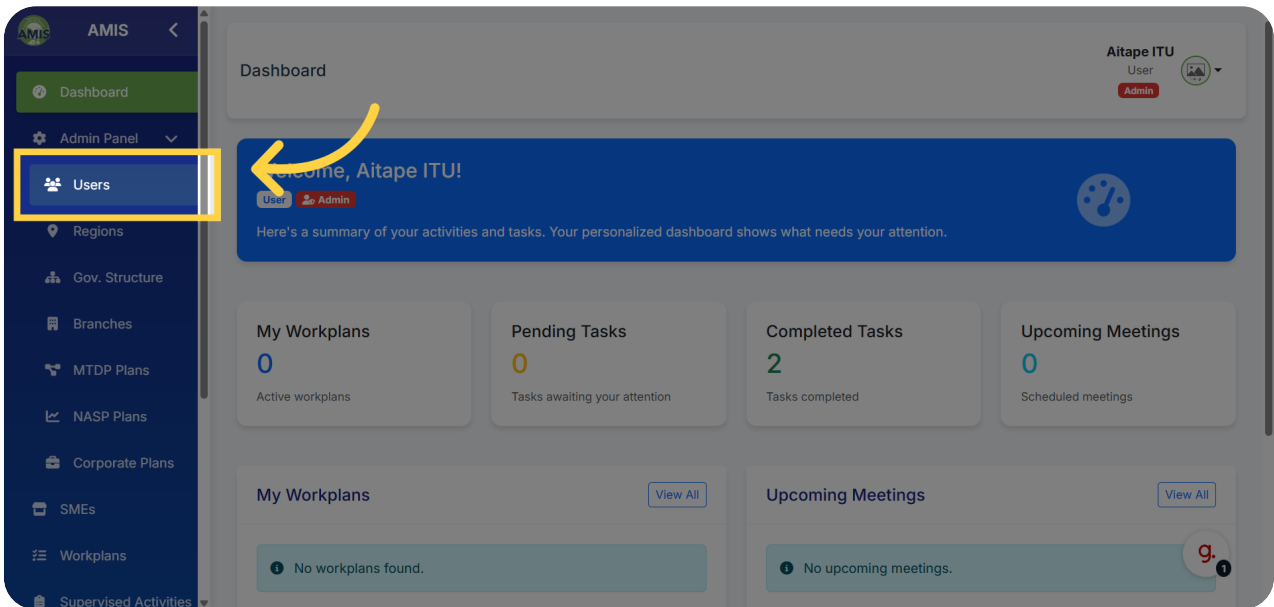 AMIS
AMIS
Dashboard
Admin Panel
Users
Regions
Gov. Structure
Branches
MTDP Plans
NASP Plans
Corporate Plans
SMEs
Workplans
Supervised Activities
Dashboard
Aitape ITU
User
Admin
Welcome, Aitape ITU!
User Admin
Here's a summary of your activities and tasks. Your personalized dashboard shows what needs your attention.
My Workplans
0
Active workplans
Pending Tasks
0
Tasks awaiting your attention
Completed Tasks
2
Tasks completed
Upcoming Meetings
0
Scheduled meetings
My Workplans
View All
No workplans found.
Upcoming Meetings
View All
No upcoming meetings.
g.
1